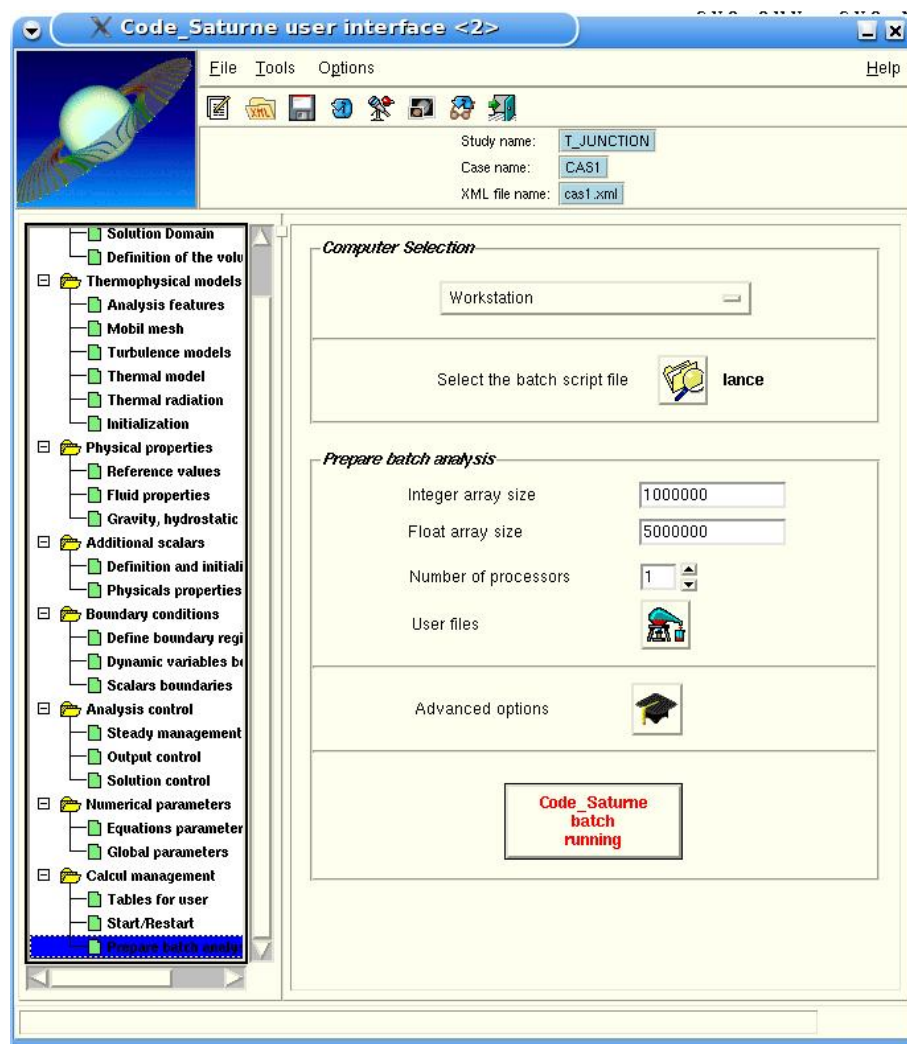 Code_Saturne user interface <2>
File Tools Options Help
Study name: T_JUNCTION
Case name: CAS1
XML file name: cas1.xml
Solution Domain
Definition of the volu
Thermophysical models
Analysis features
Mobil mesh
Turbulence models
Thermal model
Thermal radiation
Initialization
Physical properties
Reference values
Fluid properties
Gravity, hydrostatic
Additional scalars
Definition and initiali
Physicals properties
Boundary conditions
Define boundary regi
Dynamic variables bo
Scalars boundaries
Analysis control
Steady management
Output control
Solution control
Numerical parameters
Equations parameter
Global parameters
Calcul management
Tables for user
Start/Restart
Prepare batch analy
Computer Selection
Workstation
Select the batch script file lance
Prepare batch analysis
Integer array size 1000000
Float array size 5000000
Number of processors 1
User files
Advanced options
Code_Saturne
batch
running